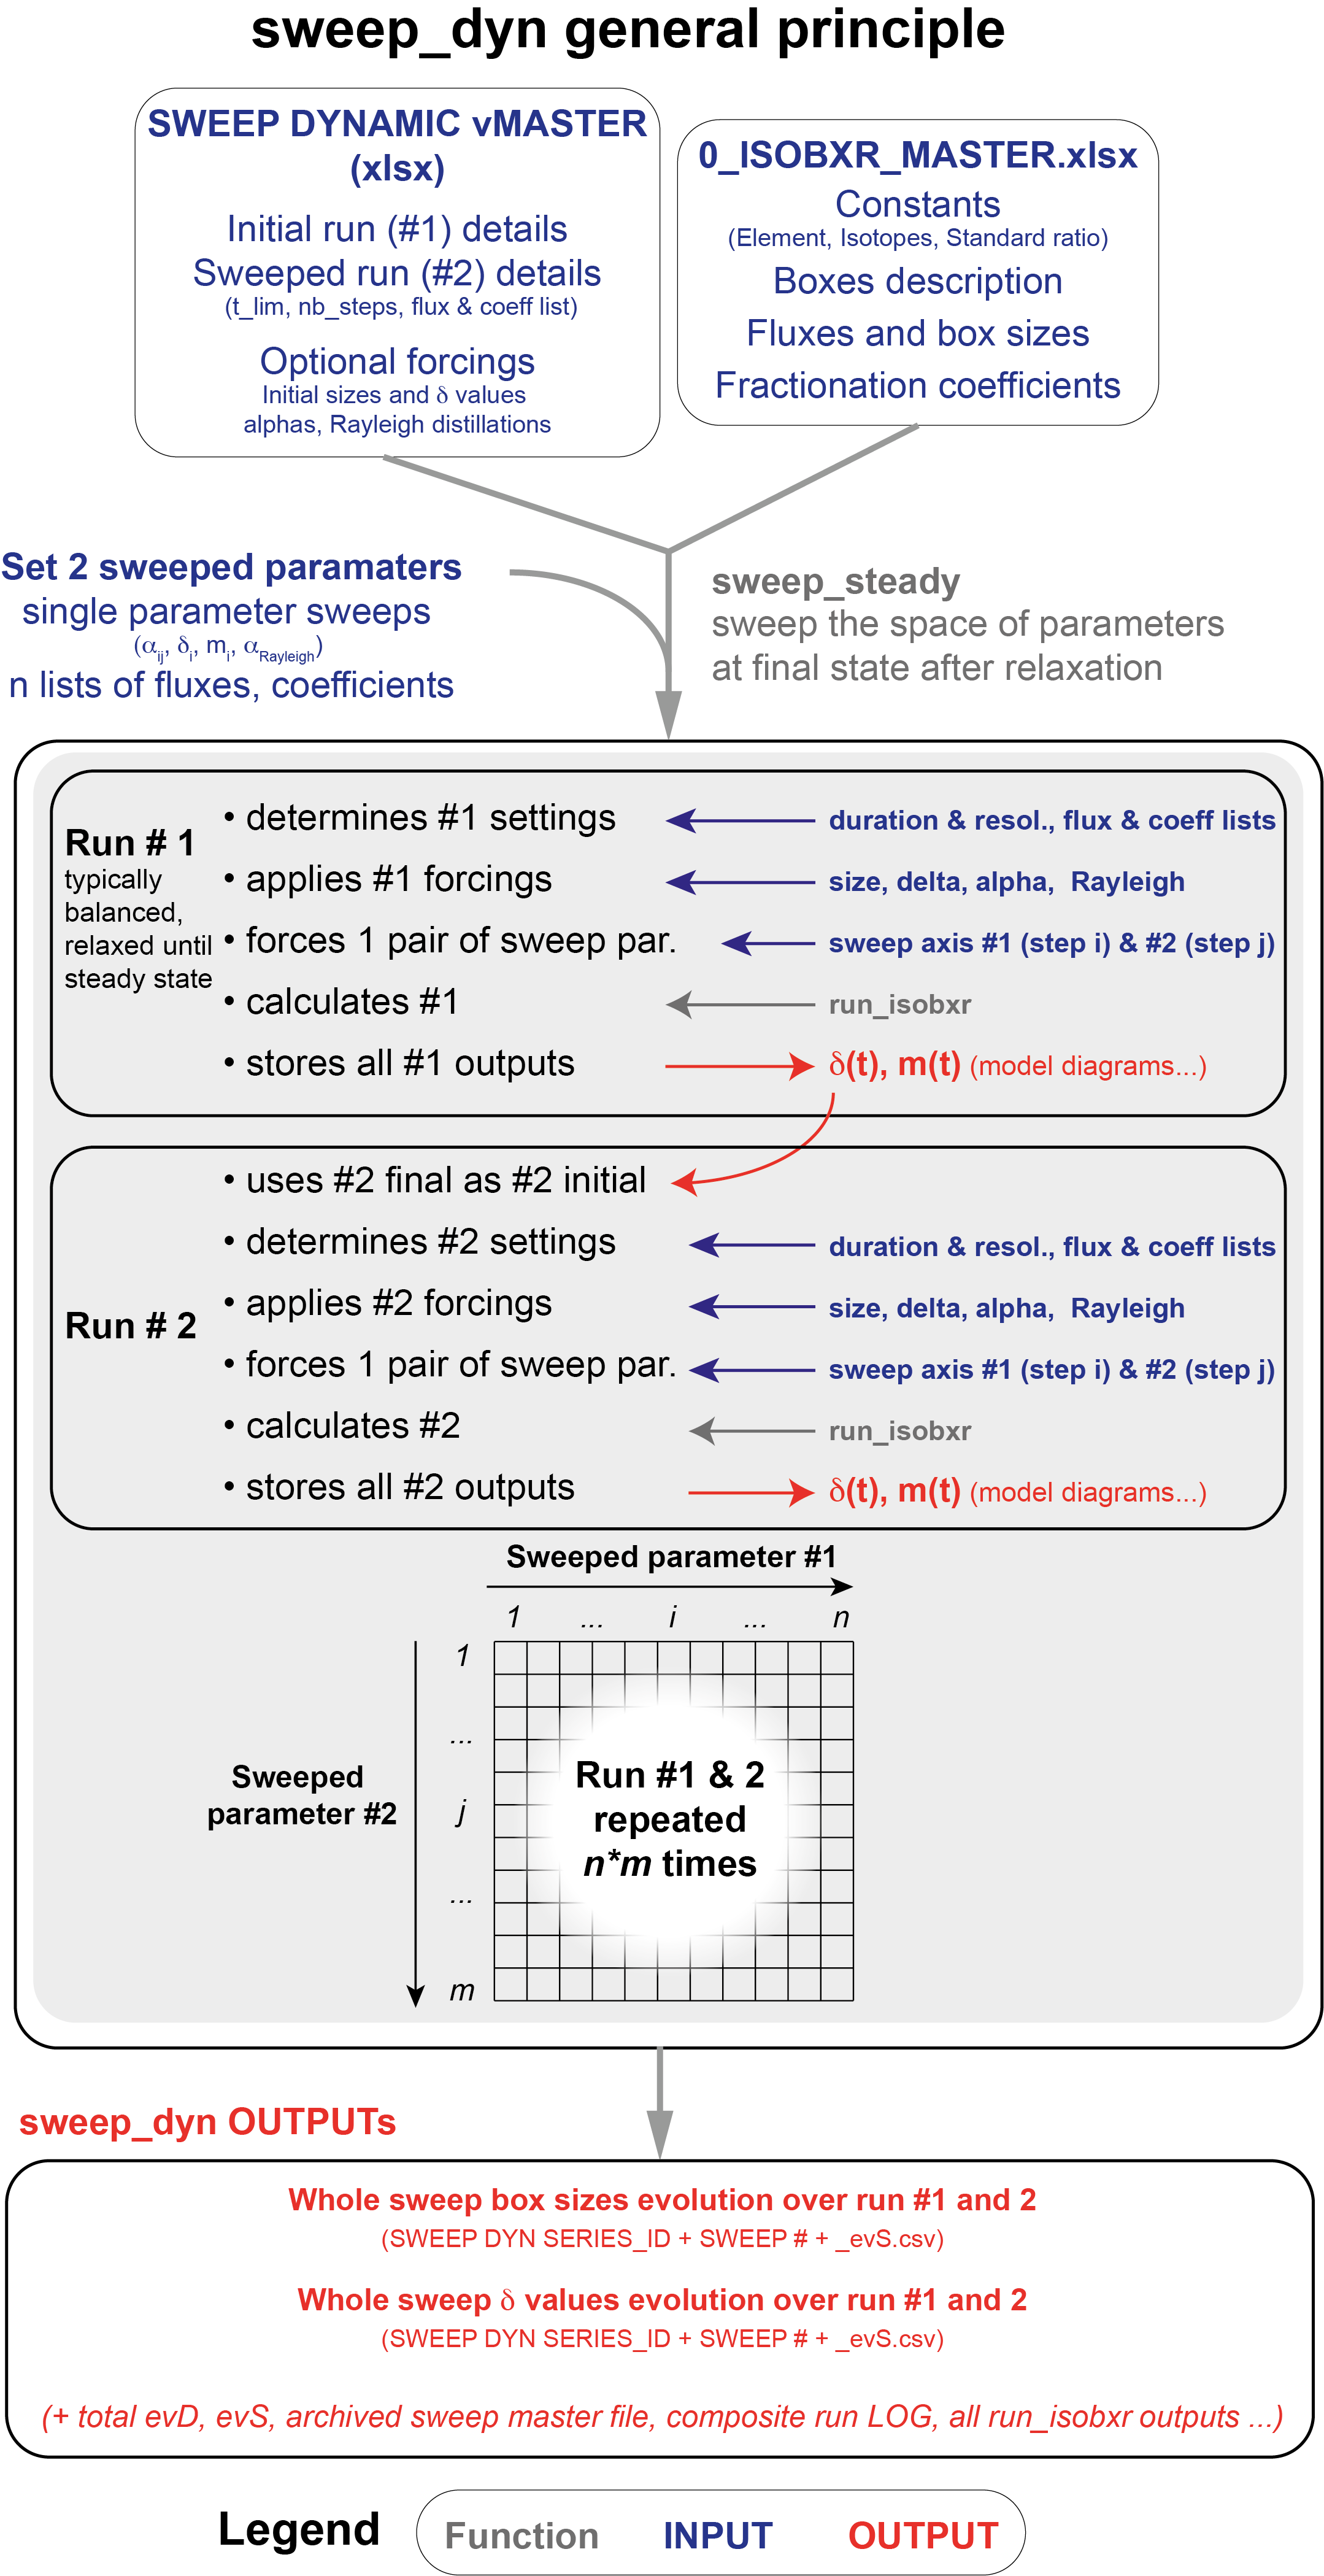 sweep_dyn general principle
SWEEP DYNAMIC vMASTER
(xlsx)
Initial run (#1) details
Sweeped run (#2) details
(t_lim, nb_steps, flux & coeff list)
Optional forcings
Initial sizes and δ values
alphas, Rayleigh distillations
0_ISOBXR_MASTER.xlsx
Constants
(Element, Isotopes, Standard ratio)
Boxes description
Fluxes and box sizes
Fractionation coefficients
Set 2 sweeped paramaters
single parameter sweeps
(αij, δi, mi, αRayleigh)
n lists of fluxes, coefficients
sweep_steady
sweep the space of parameters
at final state after relaxation
Run # 1
typically
balanced,
relaxed until
steady state
• determines #1 settings
duration & resol., flux & coeff lists
• applies #1 forcings
size, delta, alpha, Rayleigh
• forces 1 pair of sweep par.
sweep axis #1 (step i) & #2 (step j)
• calculates #1
run_isobxr
• stores all #1 outputs
δ(t), m(t) (model diagrams...)
Run # 2
• uses #2 final as #2 initial
• determines #2 settings
duration & resol., flux & coeff lists
• applies #2 forcings
size, delta, alpha, Rayleigh
• forces 1 pair of sweep par.
sweep axis #1 (step i) & #2 (step j)
• calculates #2
run_isobxr
• stores all #2 outputs
δ(t), m(t) (model diagrams...)
Sweeped parameter #1
1 ... i ... n
Sweeped
parameter #2
1
...
j
...
m
Run #1 & 2
repeated
n*m times
sweep_dyn OUTPUTs
Whole sweep box sizes evolution over run #1 and 2
(SWEEP DYN SERIES_ID + SWEEP # + _evS.csv)
Whole sweep δ values evolution over run #1 and 2
(SWEEP DYN SERIES_ID + SWEEP # + _evS.csv)
(+ total evD, evS, archived sweep master file, composite run LOG, all run_isobxr outputs ...)
Legend
Function INPUT OUTPUT